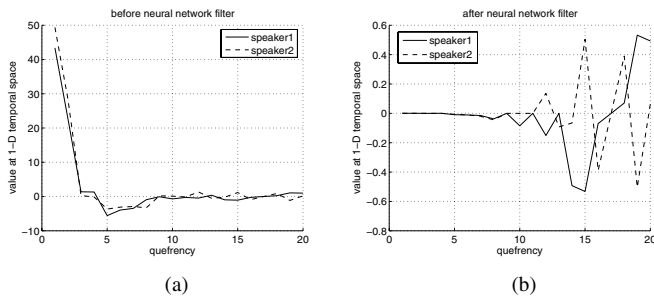 before neural network filter
50
40
30
20
10
0
−10
0 5 10 15 20
value at 1−D temporal space
quefrency
speaker1
speaker2
(a)
after neural network filter
0.6
0.4
0.2
0
−0.2
−0.4
−0.6
−0.8
0 5 10 15 20
value at 1−D temporal space
quefrency
speaker1
speaker2
(b)